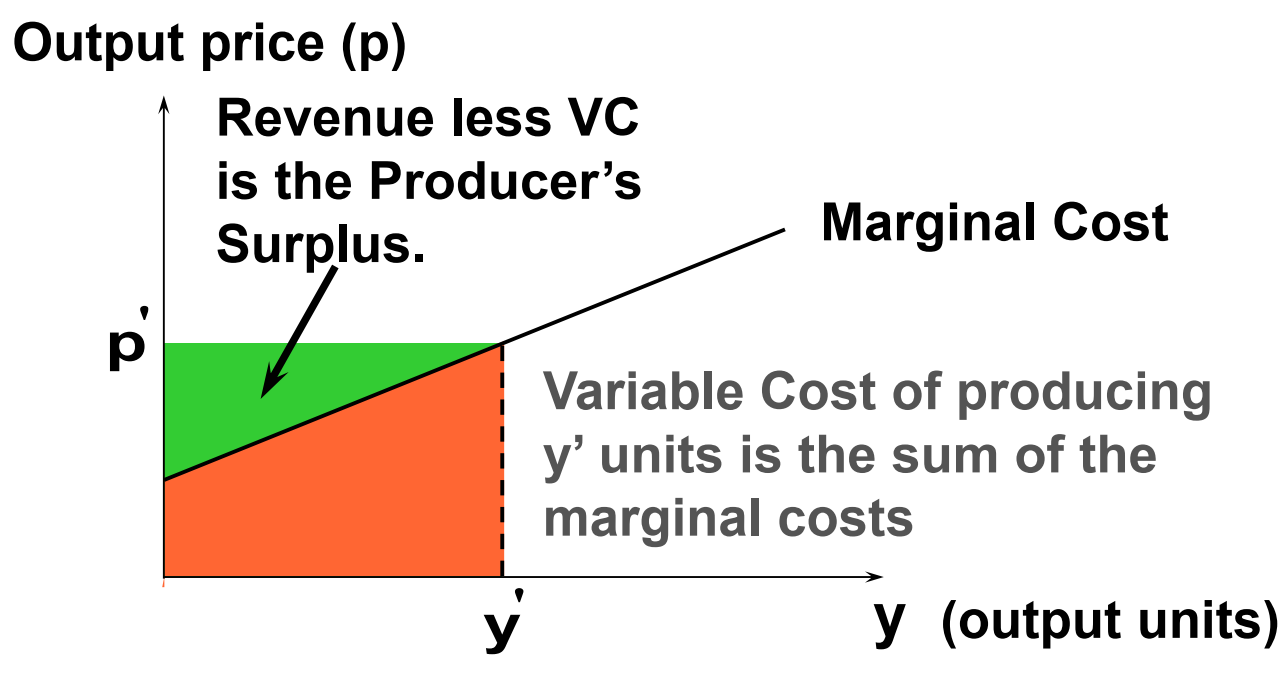 Output price (p)
Revenue less VC
is the Producer’s
Surplus.
Marginal Cost
p'
Variable Cost of producing
y’ units is the sum of the
marginal costs
y'
y (output units)